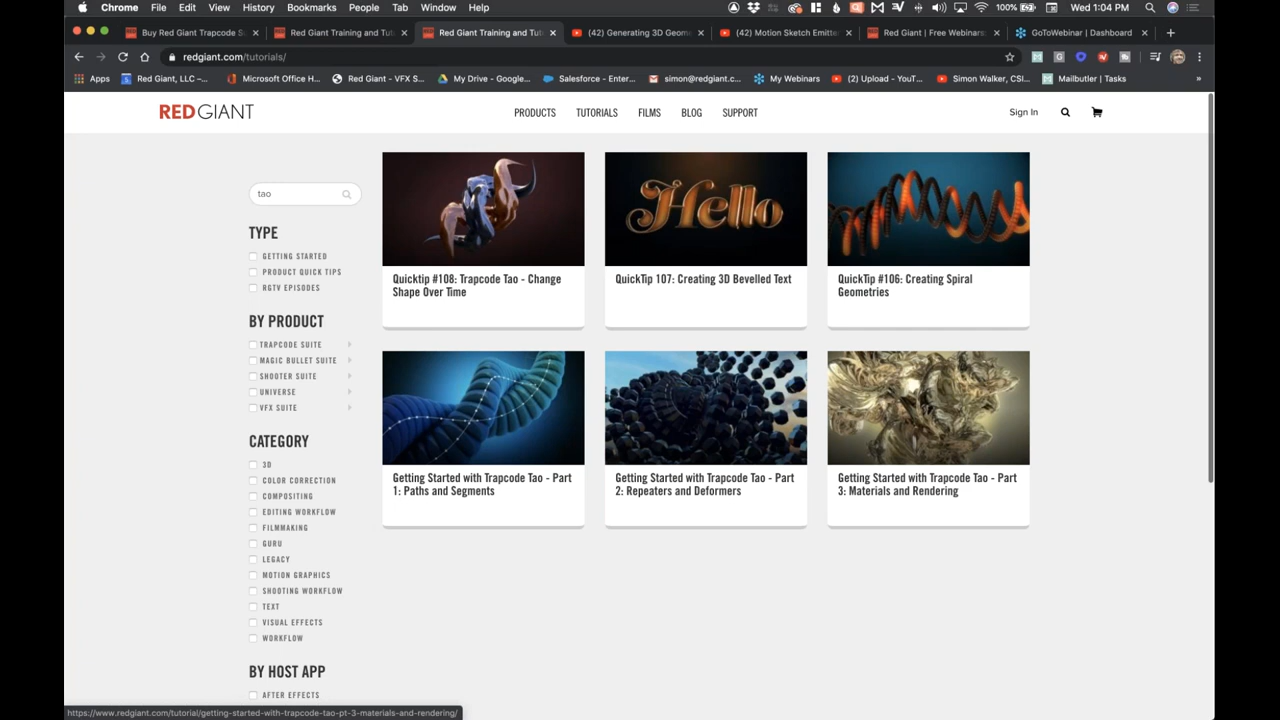 Chrome File Edit View History Bookmarks People Tab Window Help 100% Wed 1:04 PM
Buy Red Giant Trapcode S Red Giant Training and Tut Red Giant Training and Tut (42) Generating 3D Geom (42) Motion Sketch Emitte Red Giant | Free Webinars GoToWebinar | Dashboard
redgiant.com/tutorials/
Apps Red Giant, LLC –... Microsoft Office H... Red Giant - VFX S... My Drive - Google... Salesforce - Enter... simon@redgiant.c... My Webinars (2) Upload - YouT... Simon Walker, CSI... Mailbutler | Tasks »
REDGIANT PRODUCTS TUTORIALS FILMS BLOG SUPPORT Sign In
tao
TYPE
GETTING STARTED
PRODUCT QUICK TIPS
RGTV EPISODES
BY PRODUCT
TRAPCODE SUITE
MAGIC BULLET SUITE
SHOOTER SUITE
UNIVERSE
VFX SUITE
CATEGORY
3D
COLOR CORRECTION
COMPOSITING
EDITING WORKFLOW
FILMMAKING
GURU
LEGACY
MOTION GRAPHICS
SHOOTING WORKFLOW
TEXT
VISUAL EFFECTS
WORKFLOW
BY HOST APP
AFTER EFFECTS
Quicktip #108: Trapcode Tao - Change
Shape Over Time
Hello
QuickTip 107: Creating 3D Bevelled Text
QuickTip #106: Creating Spiral
Geometries
Getting Started with Trapcode Tao - Part
1: Paths and Segments
Getting Started with Trapcode Tao - Part
2: Repeaters and Deformers
Getting Started with Trapcode Tao - Part
3: Materials and Rendering
https://www.redgiant.com/tutorial/getting-started-with-trapcode-tao-pt-3-materials-and-rendering/